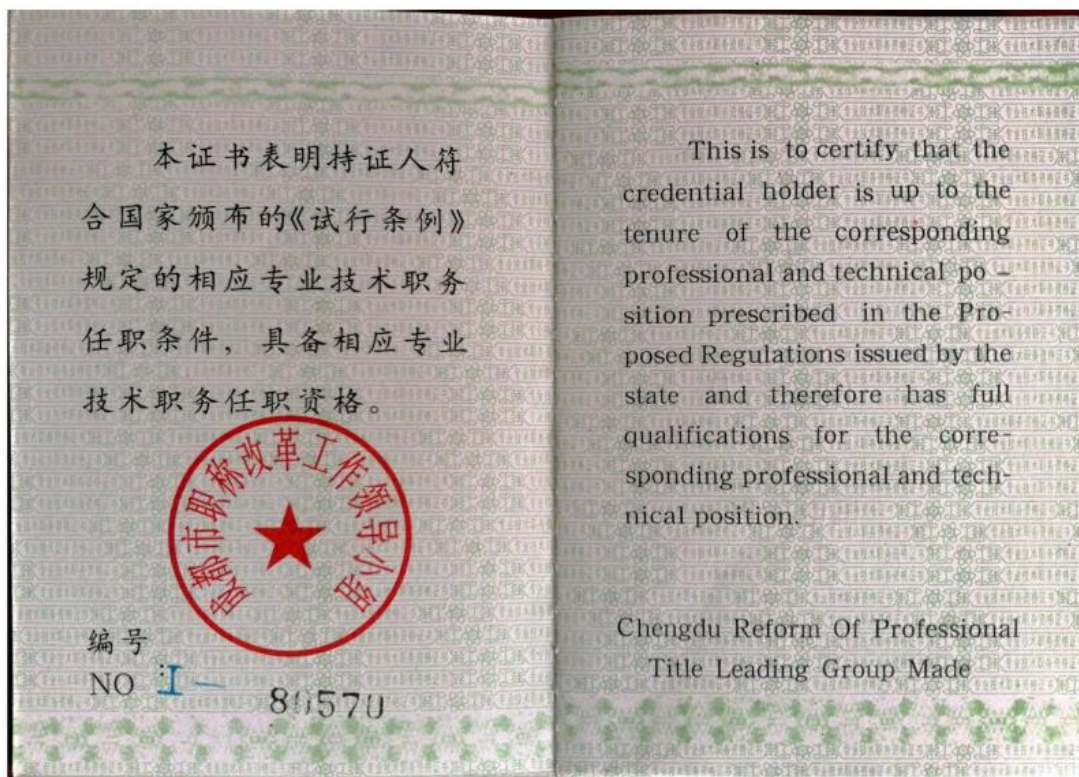 本证书表明持证人符
合国家颁布的《试行条例》
规定的相应专业技术职务
任职条件，具备相应专业
技术职务任职资格。
成都市职称改革工作领导小组
编号
NO I—
This is to certify that the
credential holder is up to the
tenure of the corresponding
professional and technical po –
sition prescribed in the Pro-
posed Regulations issued by the
state and therefore has full
qualifications for the corre-
sponding professional and tech-
nical position.
Chengdu Reform Of Professional
Title Leading Group Made